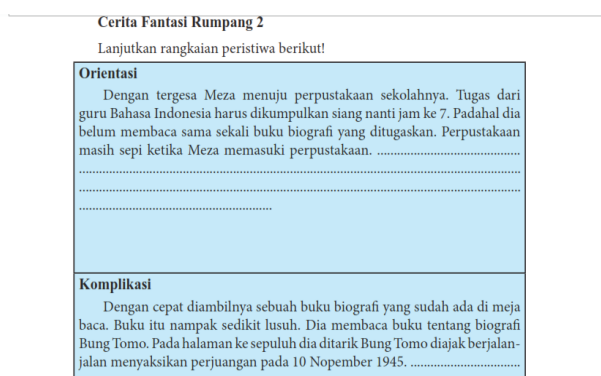 Cerita Fantasi Rumpang 2
Lanjutkan rangkaian peristiwa berikut!
Orientasi
Dengan tergesa Meza menuju perpustakaan sekolahnya. Tugas dari
guru Bahasa Indonesia harus dikumpulkan siang nanti jam ke 7. Padahal dia
belum membaca sama sekali buku biografi yang ditugaskan. Perpustakaan
masih sepi ketika Meza memasuki perpustakaan. ...........................................
....................................................................................................................................
....................................................................................................................................
..........................................................
Komplikasi
Dengan cepat diambilnya sebuah buku biografi yang sudah ada di meja
baca. Buku itu nampak sedikit lusuh. Dia membaca buku tentang biografi
Bung Tomo. Pada halaman ke sepuluh dia ditarik Bung Tomo diajak berjalan-
jalan menyaksikan perjuangan pada 10 Nopember 1945. .................................